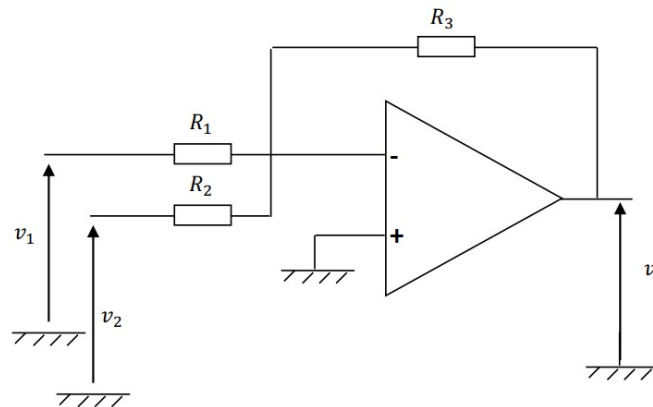 R₃
R₁
-
R₂
+
v₁
v
v₂